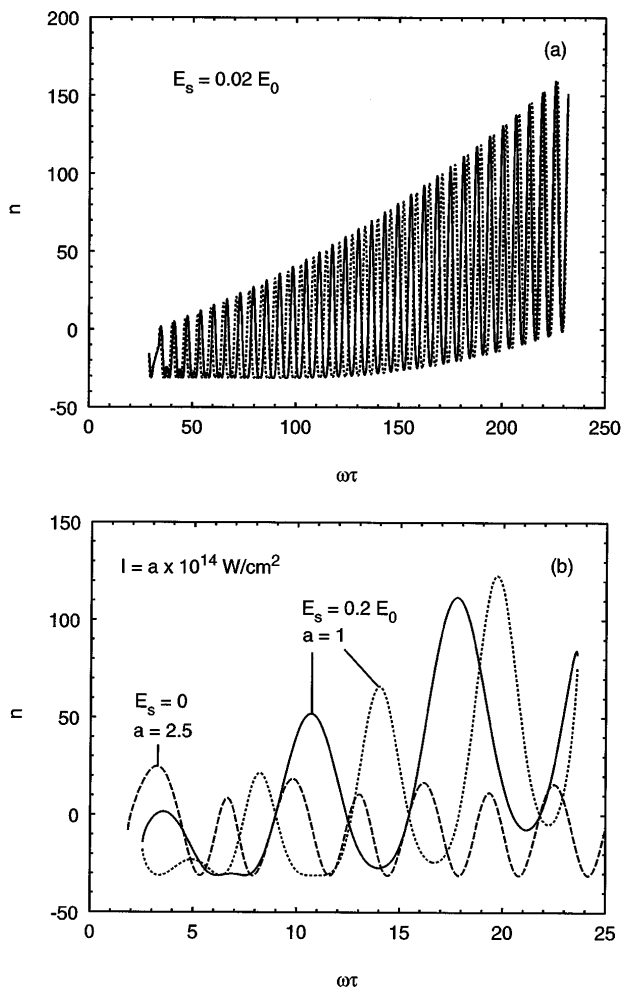 200
(a)
E_s = 0.02 E_0
150
100
n
50
0
-50
0 50 100 150 200 250
ωτ
150
I = a x 10^14 W/cm^2 (b)
100
E_s = 0.2 E_0
a = 1
n
50
E_s = 0
a = 2.5
0
-50
0 5 10 15 20 25
ωτ